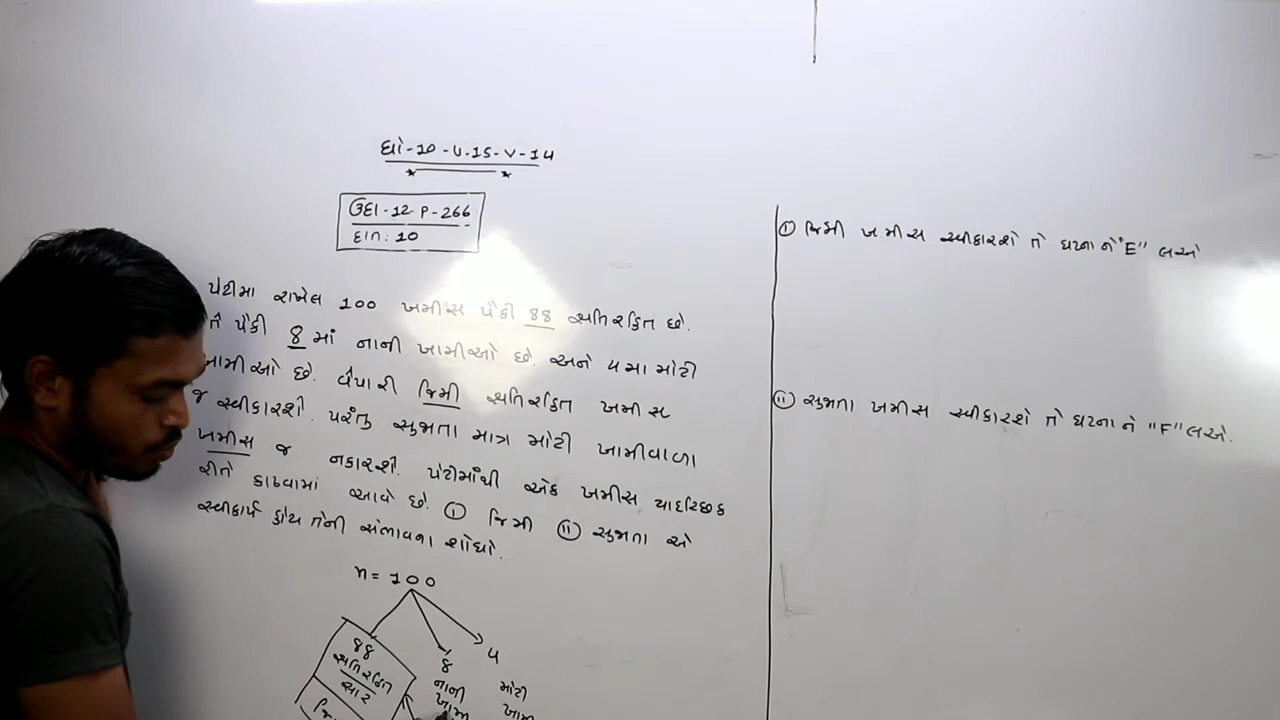 ધો-10-U-15-V-14
ઉદા-12 P-266
દાત: 10
પેટીમા રાખેલ 100 ખમીસ પૈકી 88 ક્ષતિરહિત છે.
તે પૈકી 8 માં નાની ખામીઓ છે. અને 4 મા મોટી
ખામીઓ છે. વેપારી જિમી ક્ષતિરહિત ખમીસ
જ સ્વીકારશે. પરંતુ સુજાતા માત્ર મોટી ખામીવાળા
ખમીસ જ નકારશે. પેટીમાંથી એક ખમીસ યાદચ્છિક
રીતે કાઢવામાં આવે છે. (i) જિમી (ii) સુજાતા એ
સ્વીકાર્ય હોય તેની સંભાવના શોધો.
n = 100
88 8 4
ક્ષતિરહિત નાની મોટી
સારા
(i) જિમી ખમીસ સ્વીકારશે તે ઘટના ને "E" લઈએ
(ii) સુજાતા ખમીસ સ્વીકારશે તે ઘટના ને "F" લઈએ.